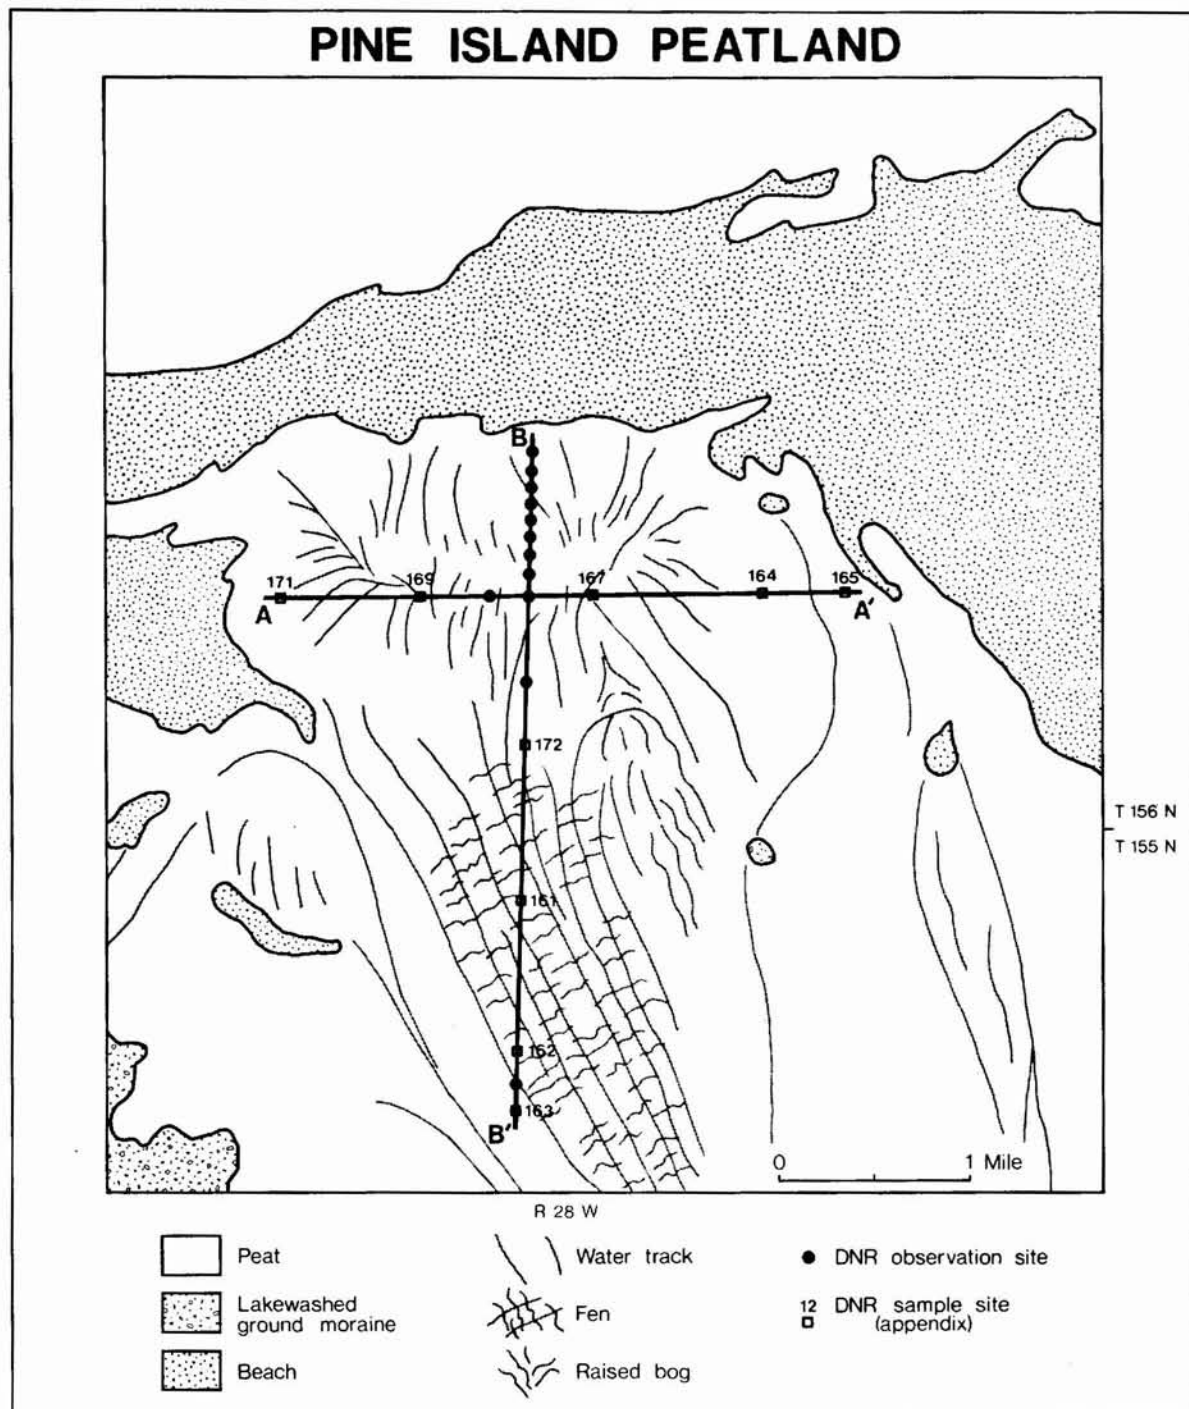 PINE ISLAND PEATLAND
B
171
169
167
164
165
A
A'
172
T 156 N
T 155 N
161
162
163
B'
0 1 Mile
R 28 W
Peat
Water track
DNR observation site
Lakewashed
ground moraine
Fen
12 DNR sample site
(appendix)
Beach
Raised bog